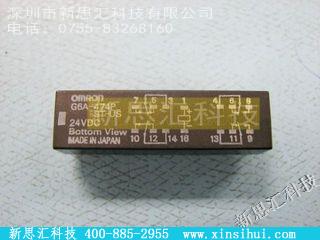 深圳市新思汇科技有限公司
电话：0755-83268160
omron
G6A-474P
ST-US
24VDC
Bottom View
MADE IN JAPAN
7 5 3 1 4 6 8
10 12 14 16 13 11 9
新思汇科技
新思汇科技 400-885-2955 xinsihui.com